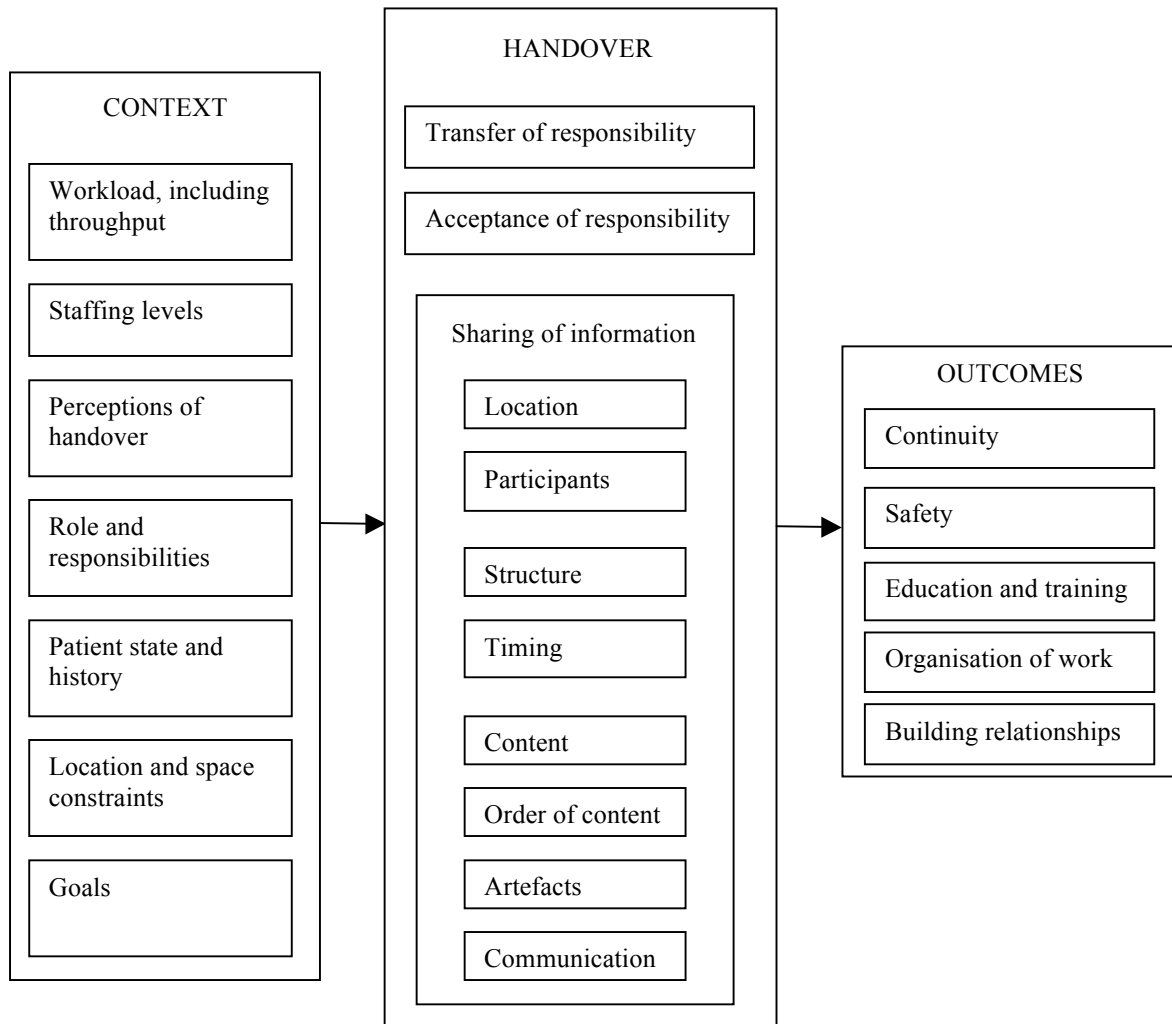 CONTEXT
Workload, including
throughput
Staffing levels
Perceptions of
handover
Role and
responsibilities
Patient state and
history
Location and space
constraints
Goals
HANDOVER
Transfer of responsibility
Acceptance of responsibility
Sharing of information
Location
Participants
Structure
Timing
Content
Order of content
Artefacts
Communication
OUTCOMES
Continuity
Safety
Education and training
Organisation of work
Building relationships